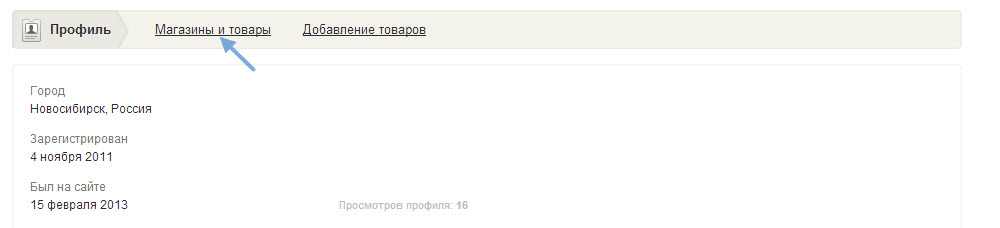 Профиль Магазины и товары Добавление товаров
Город
Новосибирск, Россия
Зарегистрирован
4 ноября 2011
Был на сайте
15 февраля 2013 Просмотров профиля: 16